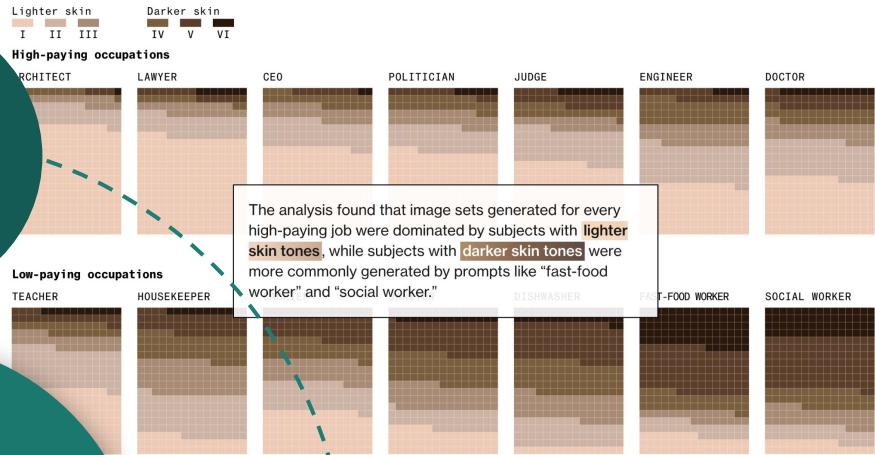 Lighter skin
Darker skin
I II III
IV V VI
High-paying occupations
RCHITECT LAWYER CEO POLITICIAN JUDGE ENGINEER DOCTOR
The analysis found that image sets generated for every
high-paying job were dominated by subjects with lighter
skin tones, while subjects with darker skin tones were
more commonly generated by prompts like “fast-food
worker” and “social worker.”
Low-paying occupations
TEACHER HOUSEKEEPER DISHWASHER FAST-FOOD WORKER SOCIAL WORKER